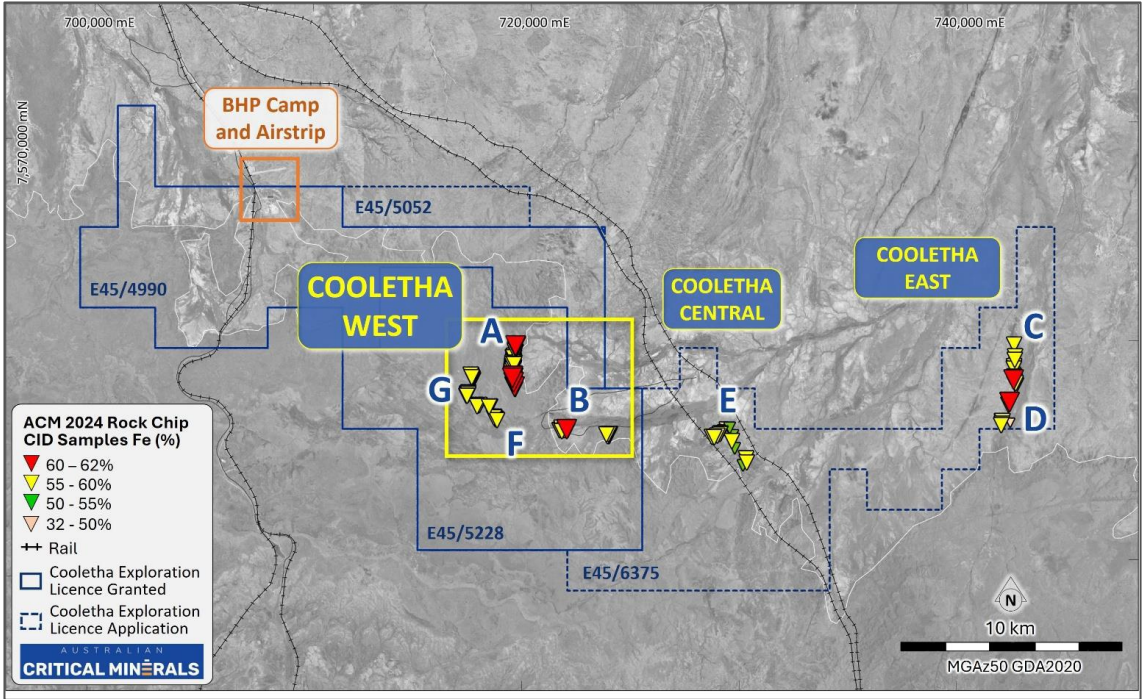 700,000 mE
720,000 mE
740,000 mE
7,570,000 mN
BHP Camp
and Airstrip
E45/5052
E45/4990
COOLETHA
WEST
COOLETHA
CENTRAL
COOLETHA
EAST
A
B
C
D
E
F
G
E45/5228
E45/6375
ACM 2024 Rock Chip
CID Samples Fe (%)
60 – 62%
55 - 60%
50 - 55%
32 - 50%
Rail
Cooletha Exploration
Licence Granted
Cooletha Exploration
Licence Application
AUSTRALIAN
CRITICAL MINERALS
N
10 km
MGAz50 GDA2020